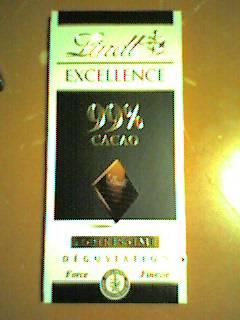 Lindt
EXCELLENCE
99%
CACAO
DÉGUSTATION
Force Finesse